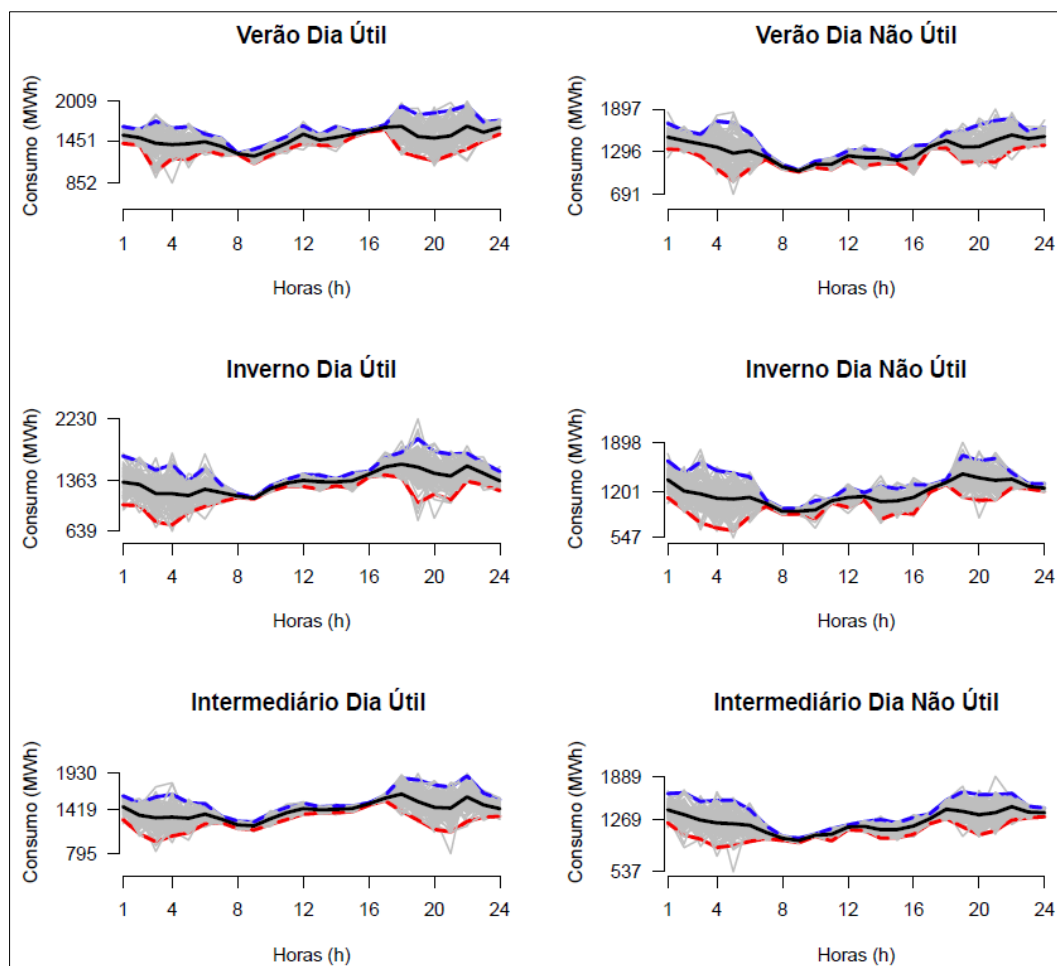 Verão Dia Útil
Consumo (MWh)
2009
1451
852
1 4 8 12 16 20 24
Horas (h)
Verão Dia Não Útil
Consumo (MWh)
1897
1296
691
1 4 8 12 16 20 24
Horas (h)
Inverno Dia Útil
Consumo (MWh)
2230
1363
639
1 4 8 12 16 20 24
Horas (h)
Inverno Dia Não Útil
Consumo (MWh)
1898
1201
547
1 4 8 12 16 20 24
Horas (h)
Intermediário Dia Útil
Consumo (MWh)
1930
1419
795
1 4 8 12 16 20 24
Horas (h)
Intermediário Dia Não Útil
Consumo (MWh)
1889
1269
537
1 4 8 12 16 20 24
Horas (h)